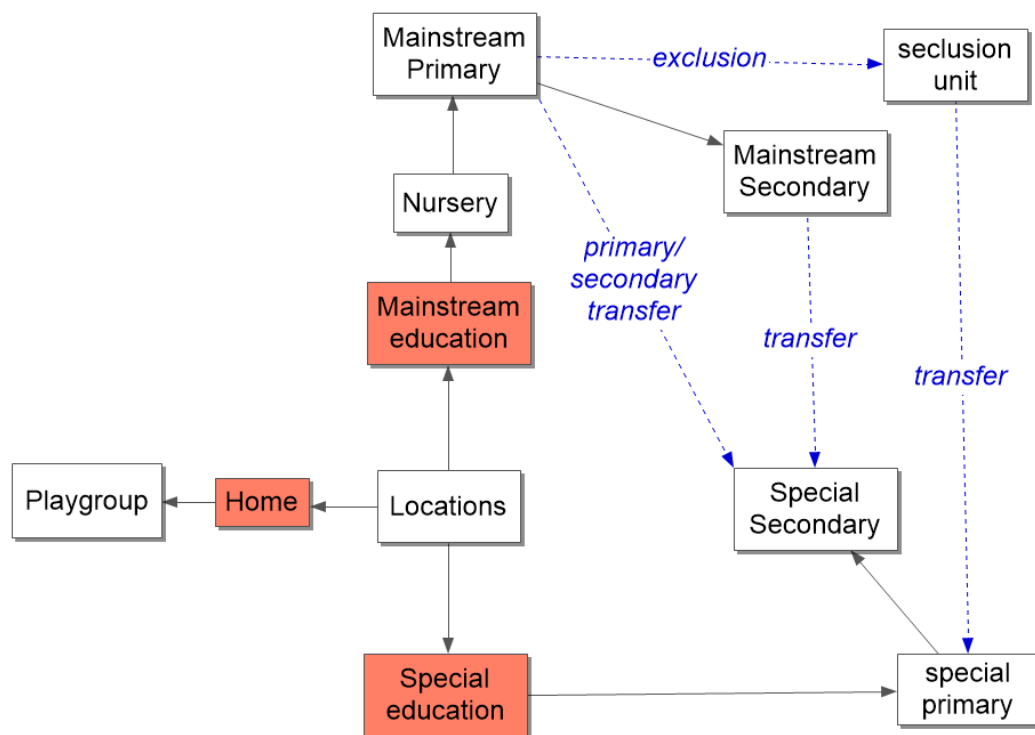 Mainstream
Primary
exclusion
seclusion
unit
Mainstream
Secondary
Nursery
primary/
secondary
transfer
Mainstream
education
transfer
transfer
Playgroup
Home
Locations
Special
Secondary
Special
education
special
primary